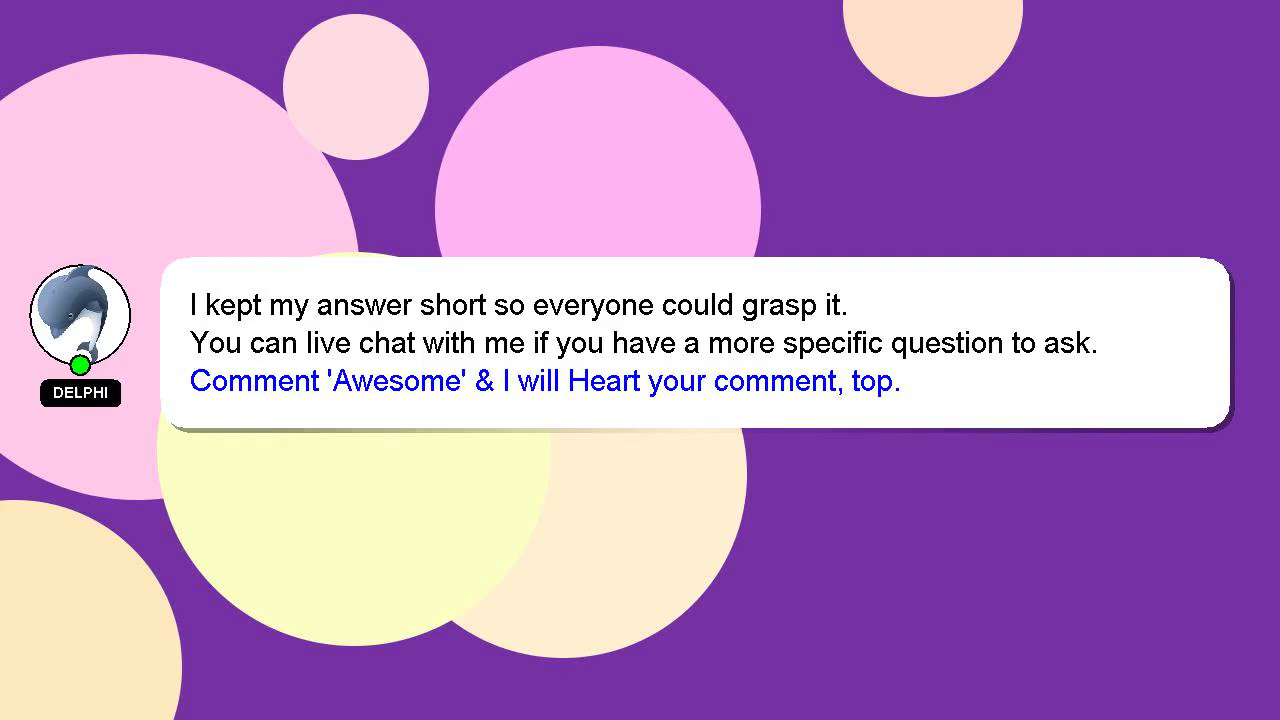 I kept my answer short so everyone could grasp it.
You can live chat with me if you have a more specific question to ask.
Comment 'Awesome' & I will Heart your comment, top.
DELPHI